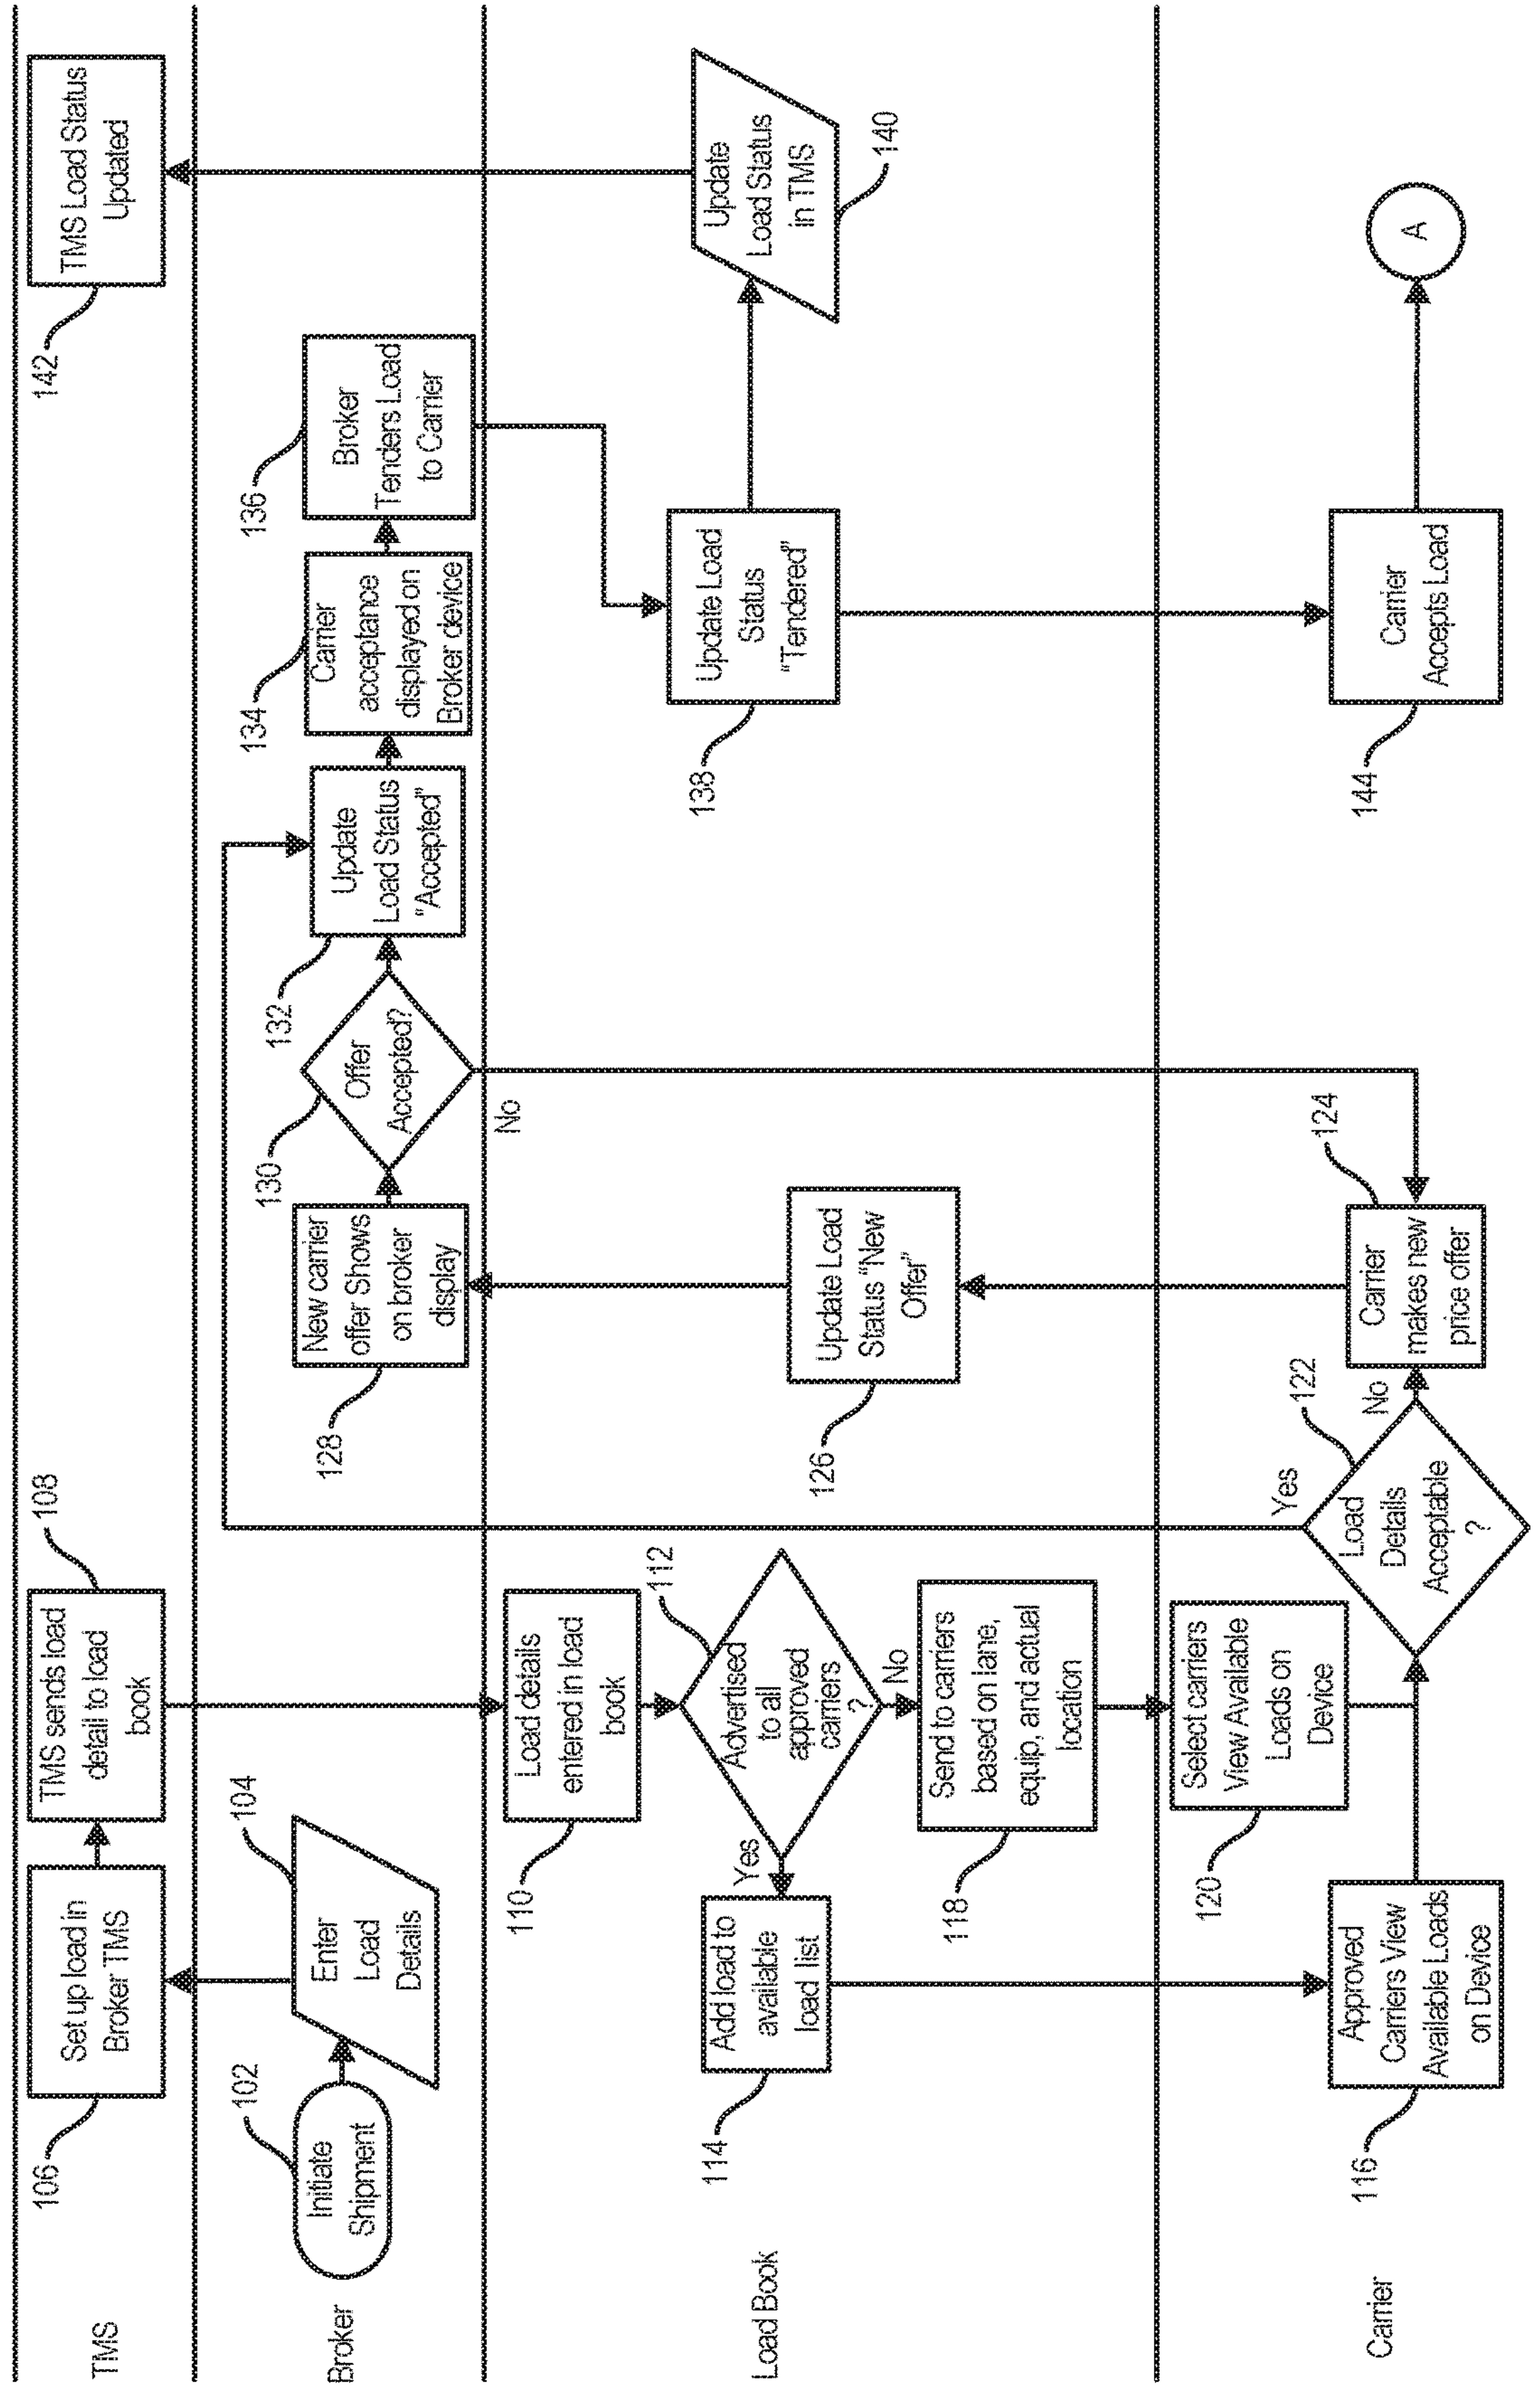 TMS
106
Set up load in
Broker TMS
108
TMS sends load
detail to load
book
142
TMS Load Status
Updated
Broker
102
Initiate
Shipment
104
Enter
Load
Details
128
New carrier
offer Shows
on broker
display
130
Offer
Accepted?
No
132
Update
Load Status
“Accepted”
134
Carrier
acceptance
displayed on
Broker device
136
Broker
Tenders Load
to Carrier
Load Book
110
Load details
entered in load
book
112
Advertised
to all
approved
carriers
?
Yes
No
114
Add load to
available
load list
118
Send to carriers
based on lane,
equip, and actual
location
126
Update Load
Status “New
Offer”
138
Update Load
Status
“Tendered”
140
Update
Load Status
in TMS
Carrier
116
Approved
Carriers View
Available Loads
on Device
120
Select carriers
View Available
Loads on
Device
122
Load
Details
Acceptable
?
Yes
No
124
Carrier
makes new
price offer
144
Carrier
Accepts Load
A